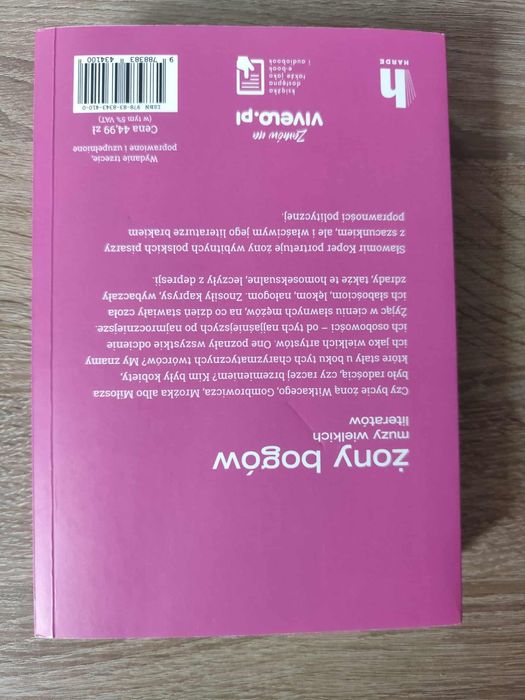 żony bogów
muzy wielkich
literatów
Czy bycie żoną Witkacego, Mrożka, Gombrowicza, albo Miłosza
było radością, czy raczej brzemieniem? Kim były kobiety,
które stały u boku tych charyzmatycznych twórców? My znamy
ich jako wielkich artystów. One poznały wszystkie odcienie
ich osobowości – od tych najjaśniejszych po najmroczniejsze.
Żyjąc w cieniu sławnych mężów, na co dzień stawiały czoła
ich słabościom, lękom, nałogom. Znosiły kaprysy, wybaczały
zdrady, także te homoseksualne, leczyły z depresji.
Sławomir Koper portretuje żony wybitnych polskich pisarzy
z szacunkiem, ale i właściwym jego literaturze brakiem
poprawności politycznej.
h
HARDE
Zamów na
vivelo.pl
książka
dostępna
także jako
e-book
i audiobook
Wydanie trzecie,
poprawione i uzupełnione
Cena 44,99 zł
(w tym 5% VAT)
ISBN 978-83-8343-410-0
9 788383 434100